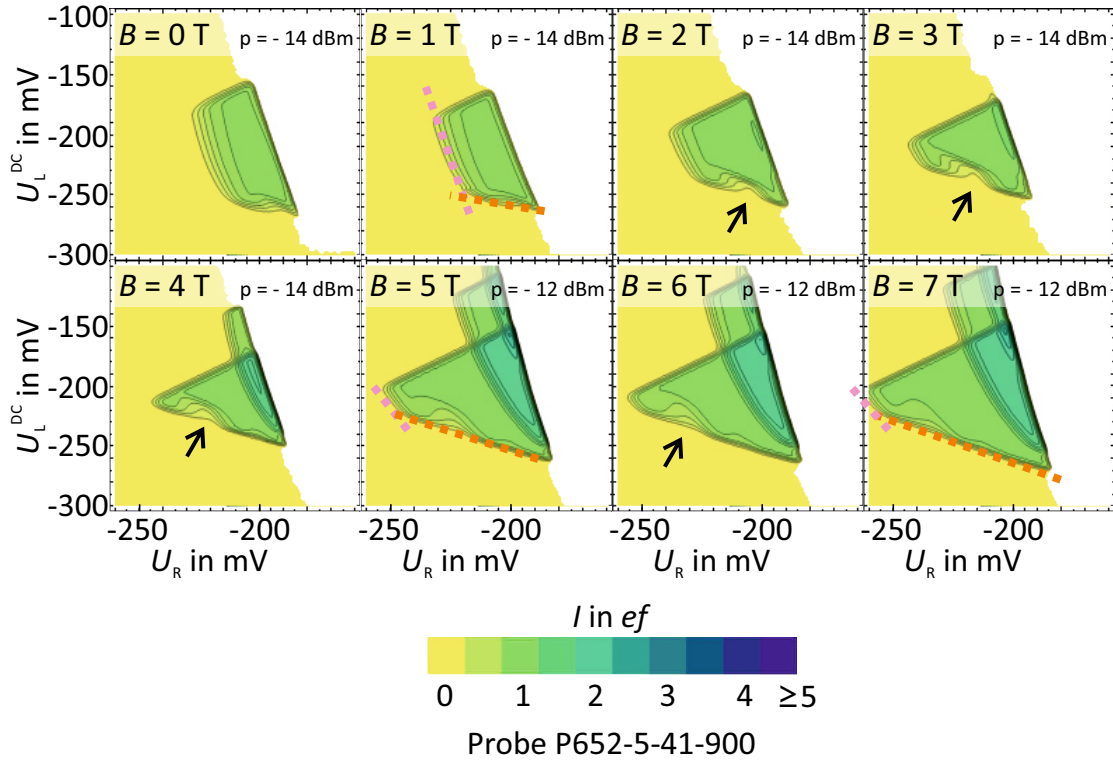 B = 0 T p = - 14 dBm
B = 1 T p = - 14 dBm
B = 2 T p = - 14 dBm
B = 3 T p = - 14 dBm
-100
-150
-200
-250
-300
U_L^DC in mV
B = 4 T p = - 14 dBm
B = 5 T p = - 12 dBm
B = 6 T p = - 12 dBm
B = 7 T p = - 12 dBm
-150
-200
-250
-300
U_L^DC in mV
-250 -200 -250 -200 -250 -200 -250 -200
U_R in mV U_R in mV U_R in mV U_R in mV
I in ef
0 1 2 3 4 ≥5
Probe P652-5-41-900